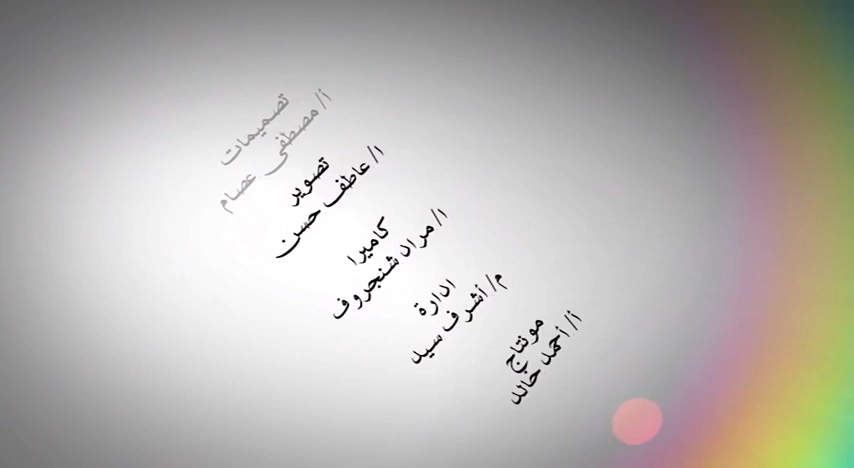 تصميمات
أ/ مصطفى عصام
تصوير
ا/ عاطف حسن
كاميرا
ا/ مراد شنجروف
ادارة
م/ أشرف سيد
مونتاج
أ/ أحمد خالد